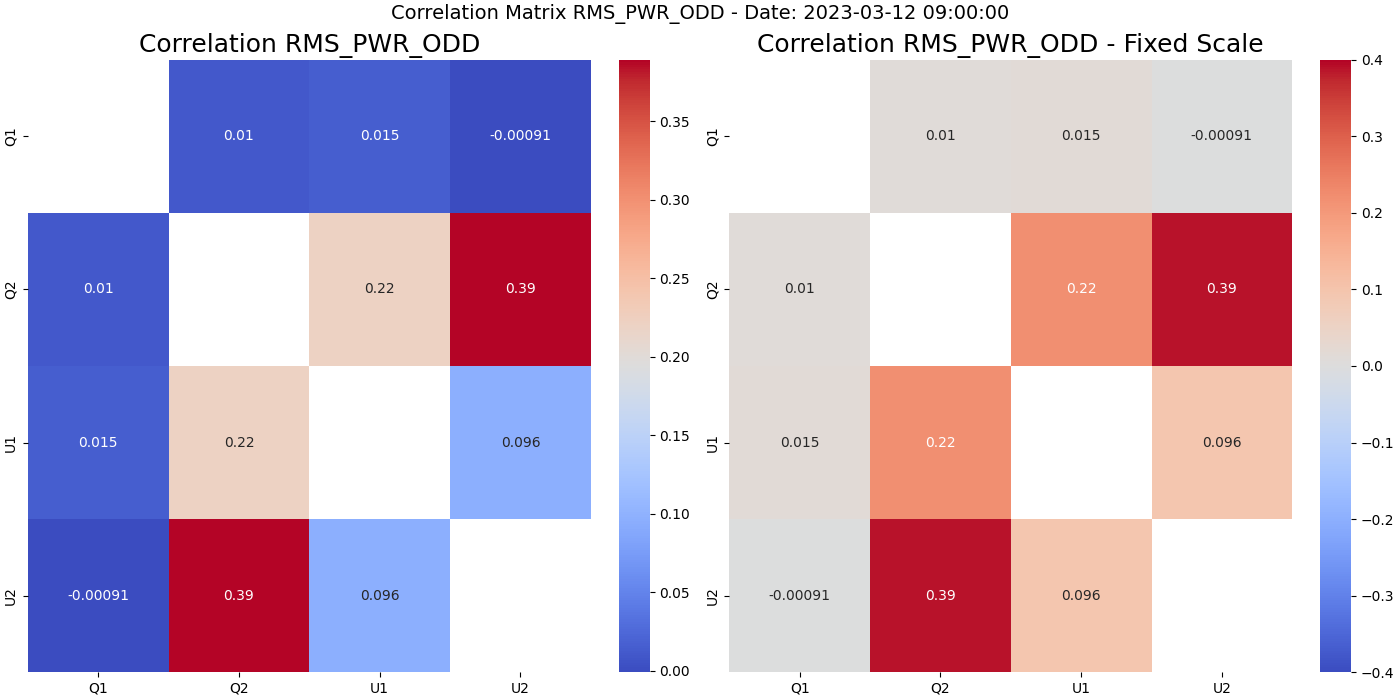 Correlation Matrix RMS_PWR_ODD - Date: 2023-03-12 09:00:00
Correlation RMS_PWR_ODD
Q1
Q2
U1
U2
0.01
0.015
-0.00091
0.01
0.22
0.39
0.015
0.22
0.096
-0.00091
0.39
0.096
Q1
Q2
U1
U2
0.35
0.30
0.25
0.20
0.15
0.10
0.05
0.00
Correlation RMS_PWR_ODD - Fixed Scale
Q1
Q2
U1
U2
0.01
0.015
-0.00091
0.01
0.22
0.39
0.015
0.22
0.096
-0.00091
0.39
0.096
Q1
Q2
U1
U2
0.4
0.3
0.2
0.1
0.0
−0.1
−0.2
−0.3
−0.4